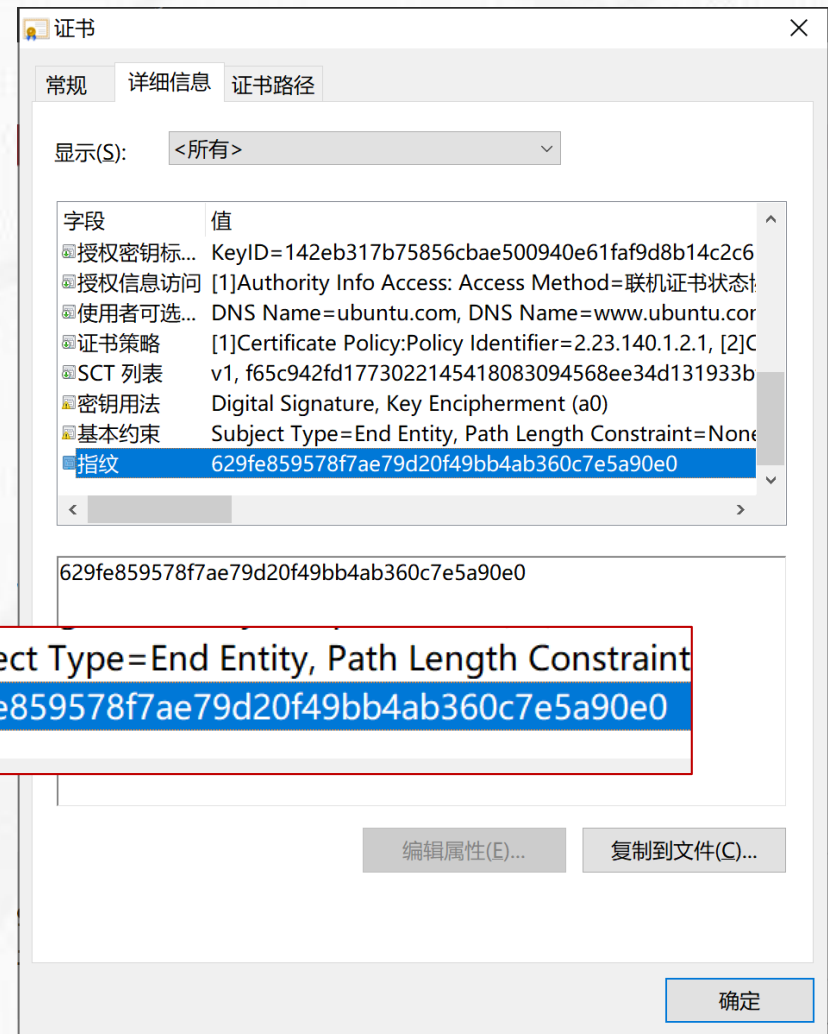 证书
常规 详细信息 证书路径
显示(S): <所有>
字段 值
授权密钥标... KeyID=142eb317b75856cbae500940e61faf9d8b14c2c6
授权信息访问 [1]Authority Info Access: Access Method=联机证书状态
使用者可选... DNS Name=ubuntu.com, DNS Name=www.ubuntu.cor
证书策略 [1]Certificate Policy:Policy Identifier=2.23.140.1.2.1, [2]C
SCT 列表 v1, f65c942fd1773022145418083094568ee34d131933b
密钥用法 Digital Signature, Key Encipherment (a0)
基本约束 Subject Type=End Entity, Path Length Constraint=None
指纹 629fe859578f7ae79d20f49bb4ab360c7e5a90e0
629fe859578f7ae79d20f49bb4ab360c7e5a90e0
ect Type=End Entity, Path Length Constraint
e859578f7ae79d20f49bb4ab360c7e5a90e0
编辑属性(E)... 复制到文件(C)...
确定